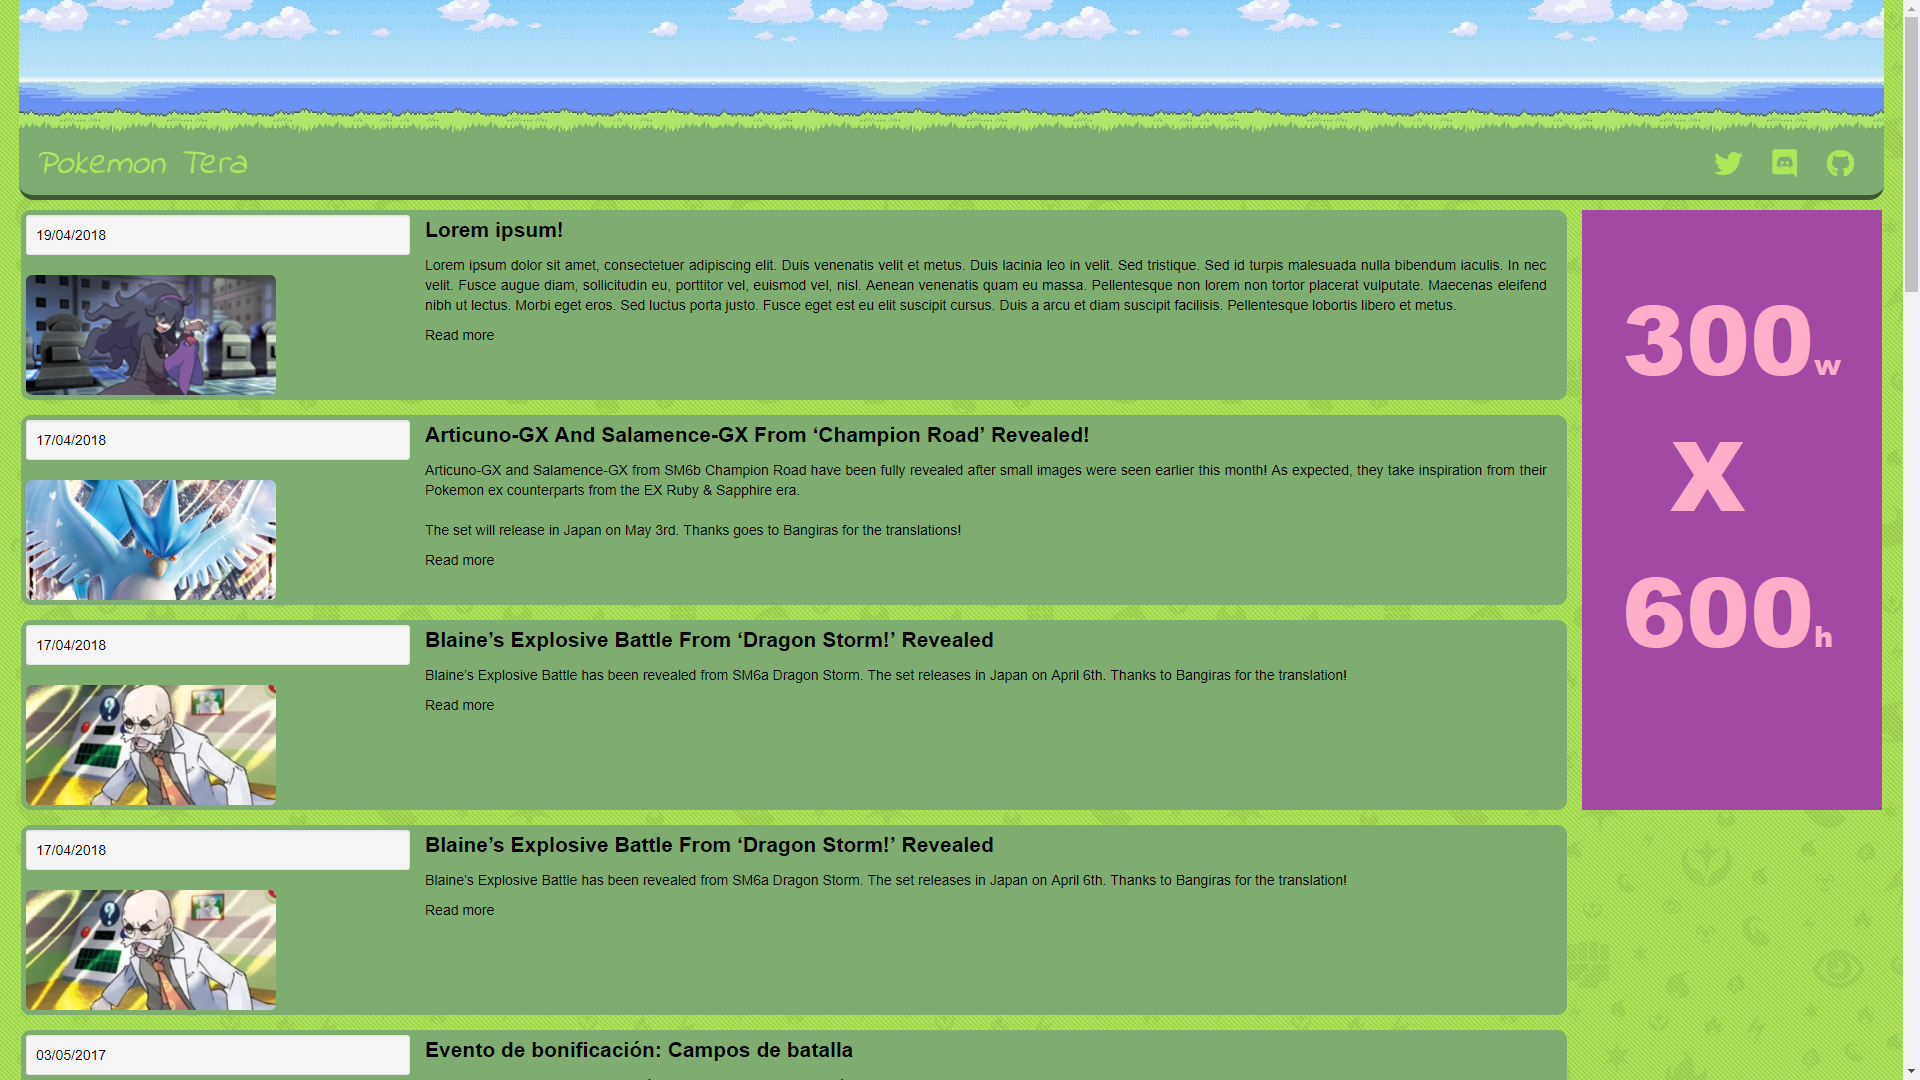 Pokemon Tera
19/04/2018
Lorem ipsum!
Lorem ipsum dolor sit amet, consectetuer adipiscing elit. Duis venenatis velit et metus. Duis lacinia leo in velit. Sed tristique. Sed id turpis malesuada nulla bibendum iaculis. In nec
velit. Fusce augue diam, sollicitudin eu, porttitor vel, euismod vel, nisl. Aenean venenatis quam eu massa. Pellentesque non lorem non tortor placerat vulputate. Maecenas eleifend
nibh ut lectus. Morbi eget eros. Sed luctus porta justo. Fusce eget est eu elit suscipit cursus. Duis a arcu et diam suscipit facilisis. Pellentesque lobortis libero et metus.
Read more
17/04/2018
Articuno-GX And Salamence-GX From ‘Champion Road’ Revealed!
Articuno-GX and Salamence-GX from SM6b Champion Road have been fully revealed after small images were seen earlier this month! As expected, they take inspiration from their
Pokemon ex counterparts from the EX Ruby & Sapphire era.
The set will release in Japan on May 3rd. Thanks goes to Bangiras for the translations!
Read more
17/04/2018
Blaine’s Explosive Battle From ‘Dragon Storm!’ Revealed
Blaine’s Explosive Battle has been revealed from SM6a Dragon Storm. The set releases in Japan on April 6th. Thanks to Bangiras for the translation!
Read more
17/04/2018
Blaine’s Explosive Battle From ‘Dragon Storm!’ Revealed
Blaine’s Explosive Battle has been revealed from SM6a Dragon Storm. The set releases in Japan on April 6th. Thanks to Bangiras for the translation!
Read more
03/05/2017
Evento de bonificación: Campos de batalla
300w
x
600h